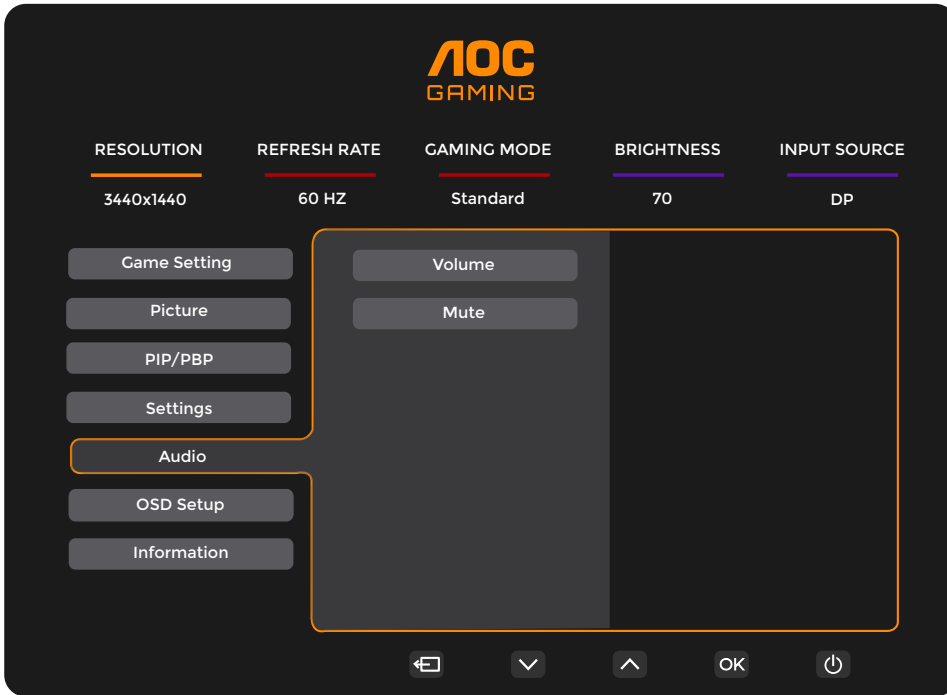 AOC
GAMING
RESOLUTION REFRESH RATE GAMING MODE BRIGHTNESS INPUT SOURCE
3440x1440 60 HZ Standard 70 DP
Game Setting
Volume
Picture
Mute
PIP/PBP
Settings
Audio
OSD Setup
Information
OK